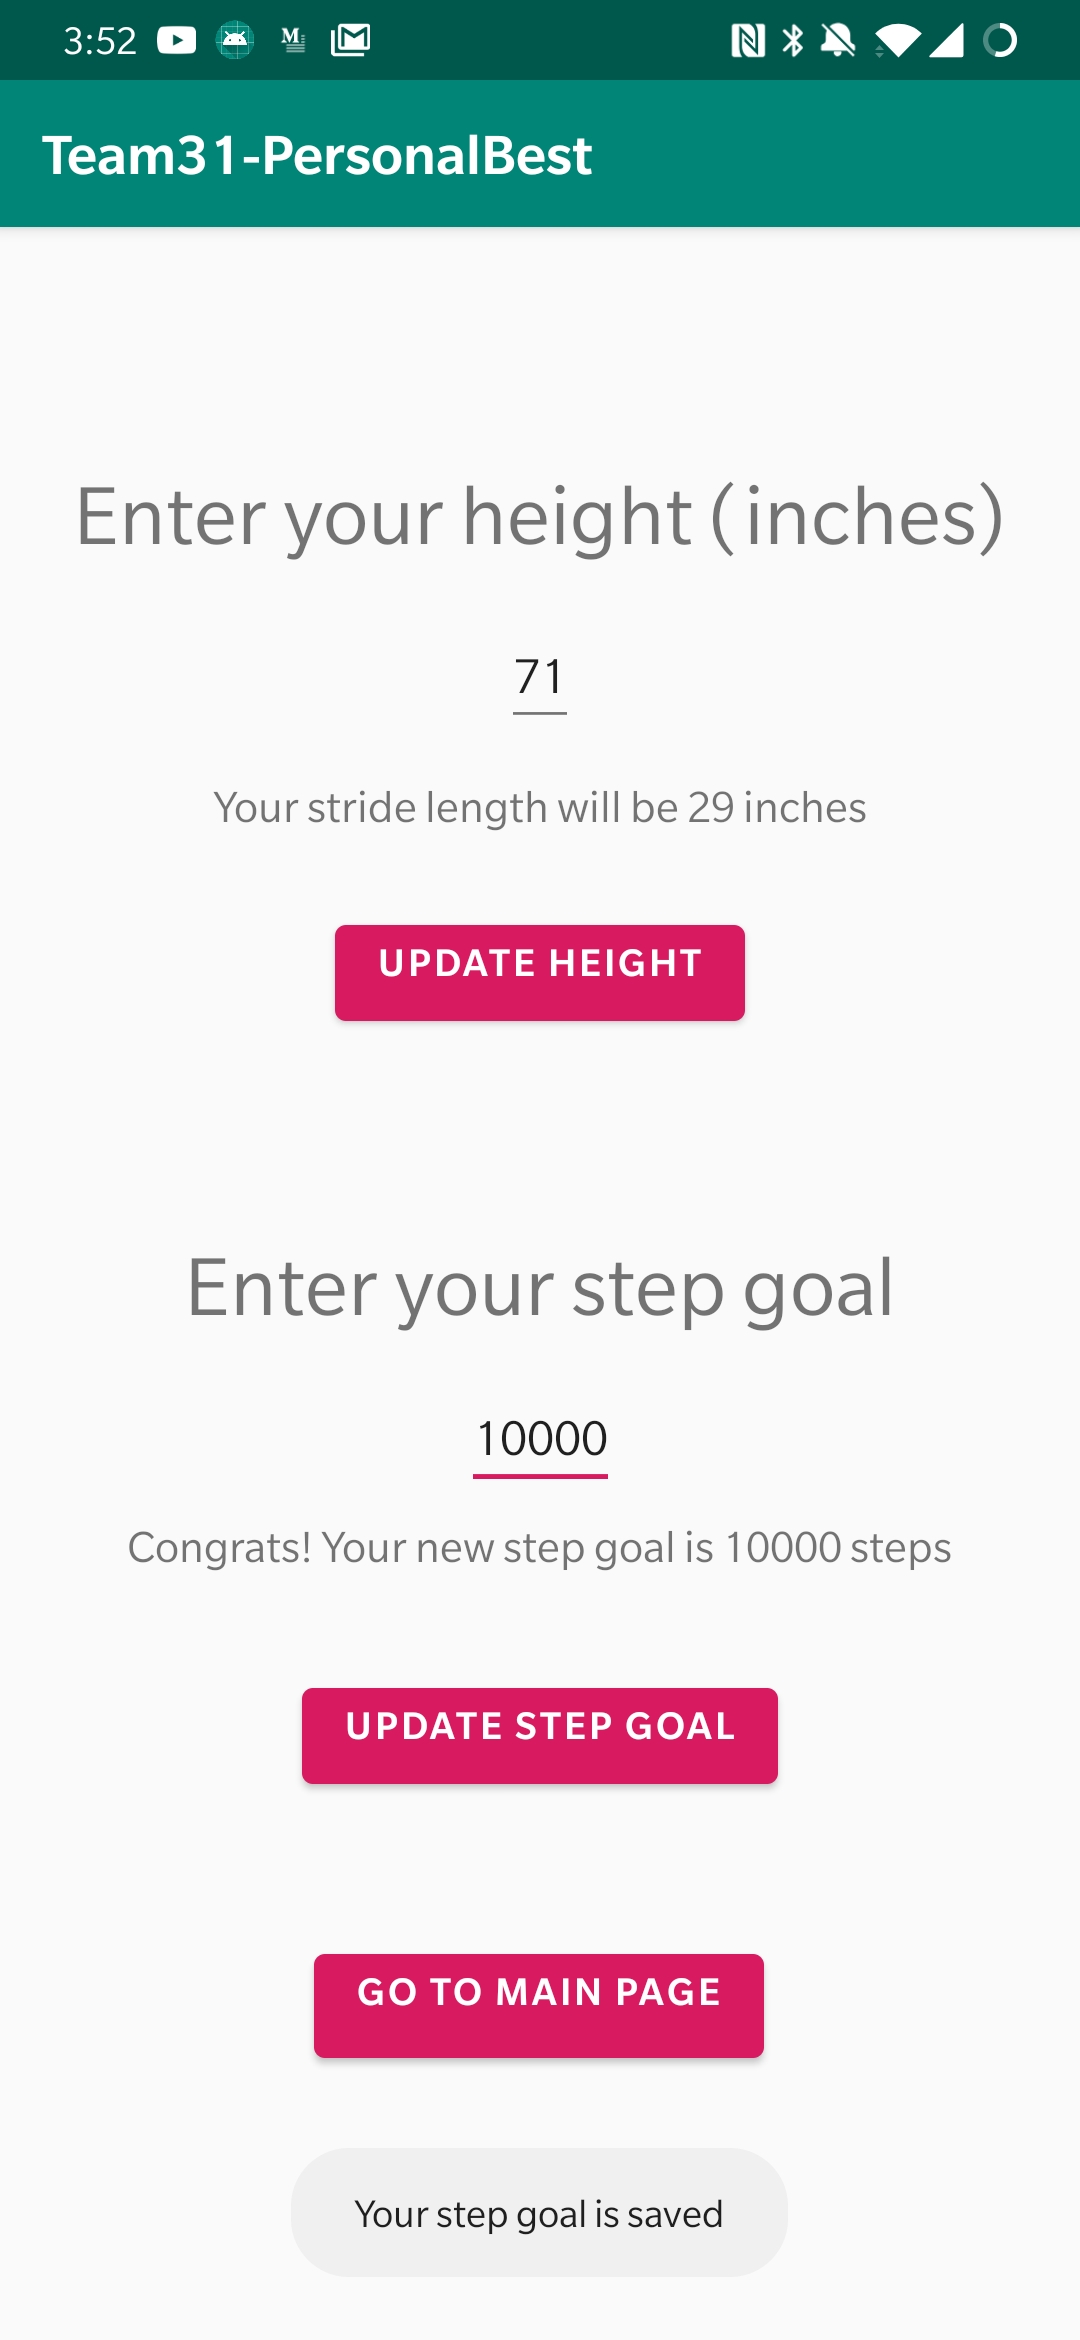 3:52
Team31-PersonalBest
Enter your height (inches)
71
Your stride length will be 29 inches
UPDATE HEIGHT
Enter your step goal
10000
Congrats! Your new step goal is 10000 steps
UPDATE STEP GOAL
GO TO MAIN PAGE
Your step goal is saved